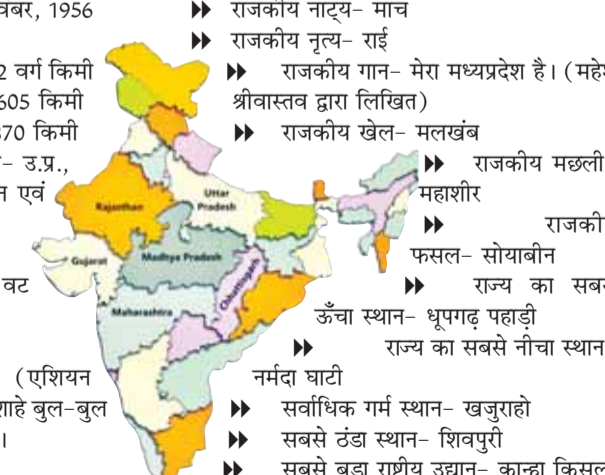 वंबर, 1956
2 वर्ग किमी
605 किमी
870 किमी
– उ.प्र.,
न एवं
वट
(एशियन
शाहे बुल-बुल
।
राजकीय नाट्य- माच
राजकीय नृत्य- राई
राजकीय गान- मेरा मध्यप्रदेश है। (महे
श्रीवास्तव द्वारा लिखित)
राजकीय खेल- मलखंब
राजकीय मछली
महाशीर
राजकी
फसल- सोयाबीन
राज्य का सब
ऊँचा स्थान- धूपगढ़ पहाड़ी
राज्य का सबसे नीचा स्थान
नर्मदा घाटी
सर्वाधिक गर्म स्थान- खजुराहो
सबसे ठंडा स्थान- शिवपुरी
सबसे बड़ा राष्ट्रीय उद्यान- कान्हा किसल
Uttar
Pradesh
Rajasthan
Gujarat
Madhya Pradesh
Chhattisgarh
Maharashtra